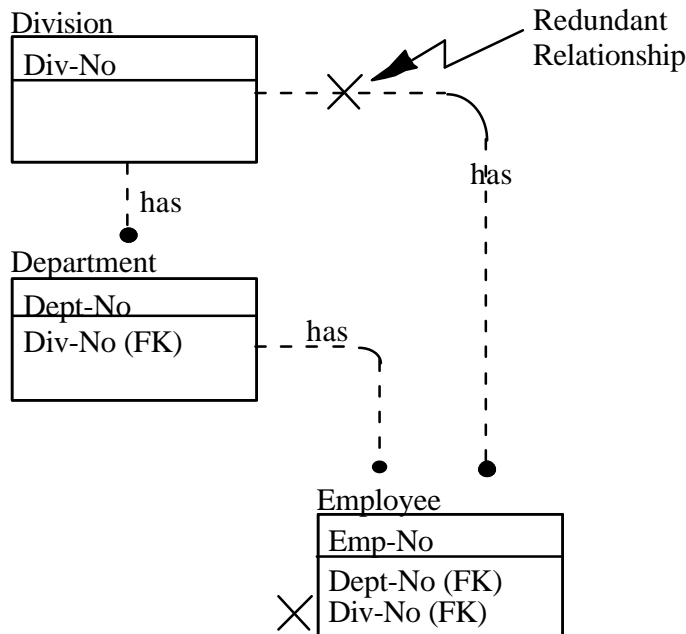 Division
Div-No
Redundant
Relationship
has
has
Department
Dept-No
Div-No (FK)
has
Employee
Emp-No
Dept-No (FK)
Div-No (FK)